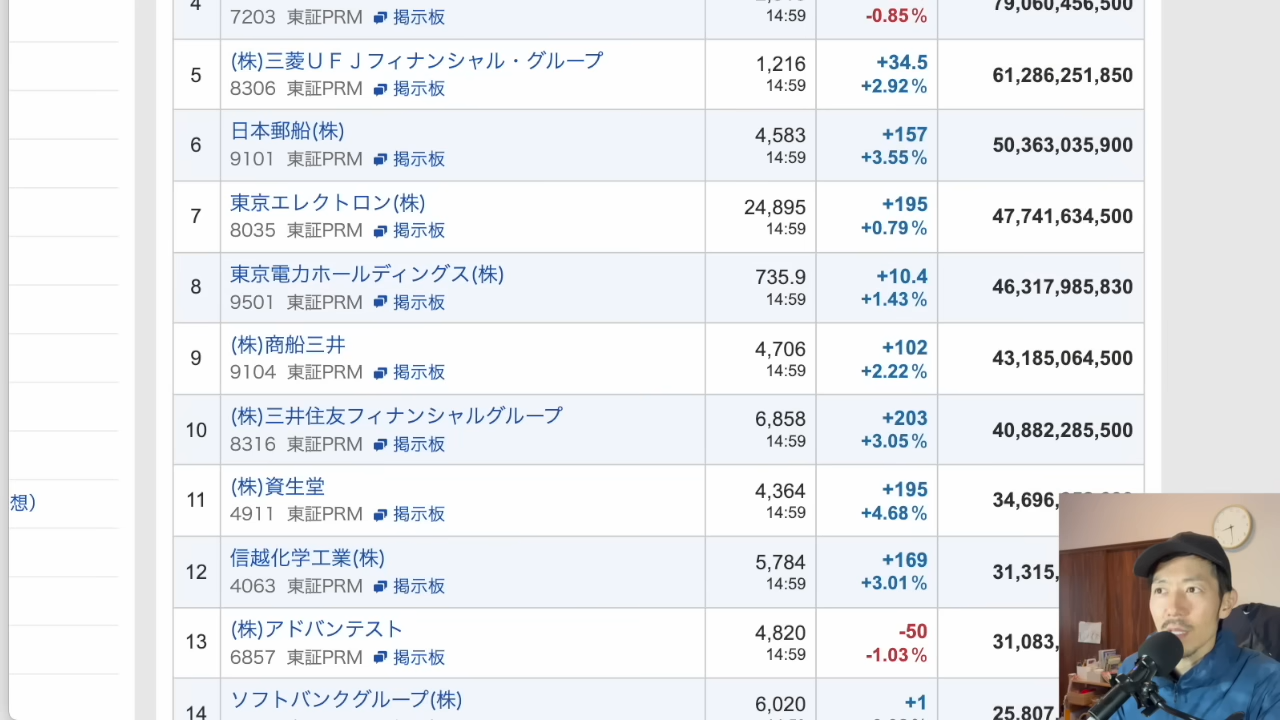 4
7203 東証PRM 掲示板
14:59
-0.85%
79,060,456,500
5
(株)三菱ＵＦＪフィナンシャル・グループ
8306 東証PRM 掲示板
1,216
14:59
+34.5
+2.92%
61,286,251,850
6
日本郵船(株)
9101 東証PRM 掲示板
4,583
14:59
+157
+3.55%
50,363,035,900
7
東京エレクトロン(株)
8035 東証PRM 掲示板
24,895
14:59
+195
+0.79%
47,741,634,500
8
東京電力ホールディングス(株)
9501 東証PRM 掲示板
735.9
14:59
+10.4
+1.43%
46,317,985,830
9
(株)商船三井
9104 東証PRM 掲示板
4,706
14:59
+102
+2.22%
43,185,064,500
10
(株)三井住友フィナンシャルグループ
8316 東証PRM 掲示板
6,858
14:59
+203
+3.05%
40,882,285,500
想)
11
(株)資生堂
4911 東証PRM 掲示板
4,364
14:59
+195
+4.68%
34,696,
12
信越化学工業(株)
4063 東証PRM 掲示板
5,784
14:59
+169
+3.01%
31,315,
13
(株)アドバンテスト
6857 東証PRM 掲示板
4,820
14:59
-50
-1.03%
31,083,
14
ソフトバンクグループ(株)
6,020
+1
25,807,